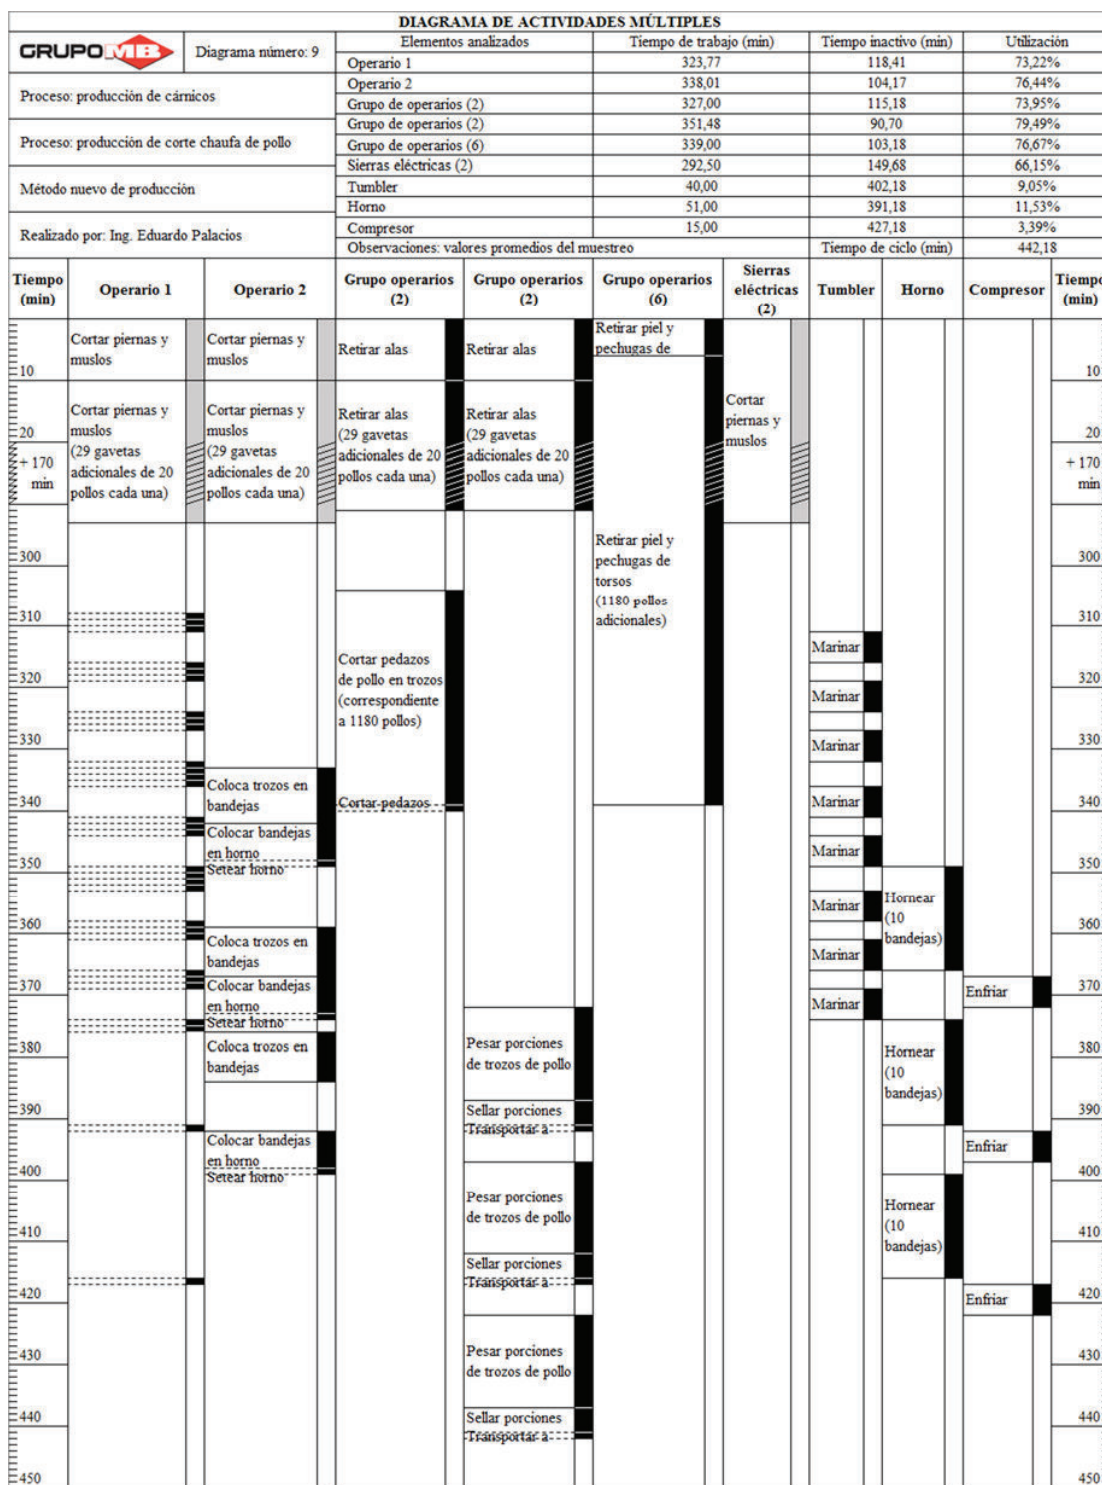 DIAGRAMA DE ACTIVIDADES MÚLTIPLES
GRUPO MB
Diagrama número: 9
Elementos analizados
Tiempo de trabajo (min)
Tiempo inactivo (min)
Utilización
Operario 1 323,77 118,41 73,22%
Operario 2 338,01 104,17 76,44%
Proceso: producción de cárnicos
Grupo de operarios (2) 327,00 115,18 73,95%
Grupo de operarios (2) 351,48 90,70 79,49%
Proceso: producción de corte chaufa de pollo
Grupo de operarios (6) 339,00 103,18 76,67%
Sierras eléctricas (2) 292,50 149,68 66,15%
Método nuevo de producción
Tumbler 40,00 402,18 9,05%
Horno 51,00 391,18 11,53%
Realizado por: Ing. Eduardo Palacios
Compresor 15,00 427,18 3,39%
Observaciones: valores promedios del muestreo
Tiempo de ciclo (min) 442,18
Tiempo
(min)
Operario 1
Operario 2
Grupo operarios
(2)
Grupo operarios
(2)
Grupo operarios
(6)
Sierras
eléctricas
(2)
Tumbler
Horno
Compresor
Tiempo
(min)
10
20
+ 170
min
300
310
320
330
340
350
360
370
380
390
400
410
420
430
440
450
Cortar piernas y
muslos
Cortar piernas y
muslos
(29 gavetas
adicionales de 20
pollos cada una)
Cortar piernas y
muslos
Cortar piernas y
muslos
(29 gavetas
adicionales de 20
pollos cada una)
Coloca trozos en
bandejas
Colocar bandejas
en horno
Setear horno
Coloca trozos en
bandejas
Colocar bandejas
en horno
Setear horno
Coloca trozos en
bandejas
Colocar bandejas
en horno
Setear horno
Retirar alas
Retirar alas
(29 gavetas
adicionales de 20
pollos cada una)
Cortar pedazos
de pollo en trozos
(correspondiente
a 1180 pollos)
Cortar pedazos
Retirar alas
Retirar alas
(29 gavetas
adicionales de 20
pollos cada una)
Pesar porciones
de trozos de pollo
Sellar porciones
Transportar a
Pesar porciones
de trozos de pollo
Sellar porciones
Transportar a
Pesar porciones
de trozos de pollo
Sellar porciones
Transportar a
Retirar piel y
pechugas de
Retirar piel y
pechugas de
torsos
(1180 pollos
adicionales)
Cortar
piernas y
muslos
Marinar
Marinar
Marinar
Marinar
Marinar
Marinar
Marinar
Marinar
Hornear
(10
bandejas)
Hornear
(10
bandejas)
Hornear
(10
bandejas)
Enfriar
Enfriar
Enfriar
10
20
+ 170
min
300
310
320
330
340
350
360
370
380
390
400
410
420
430
440
450